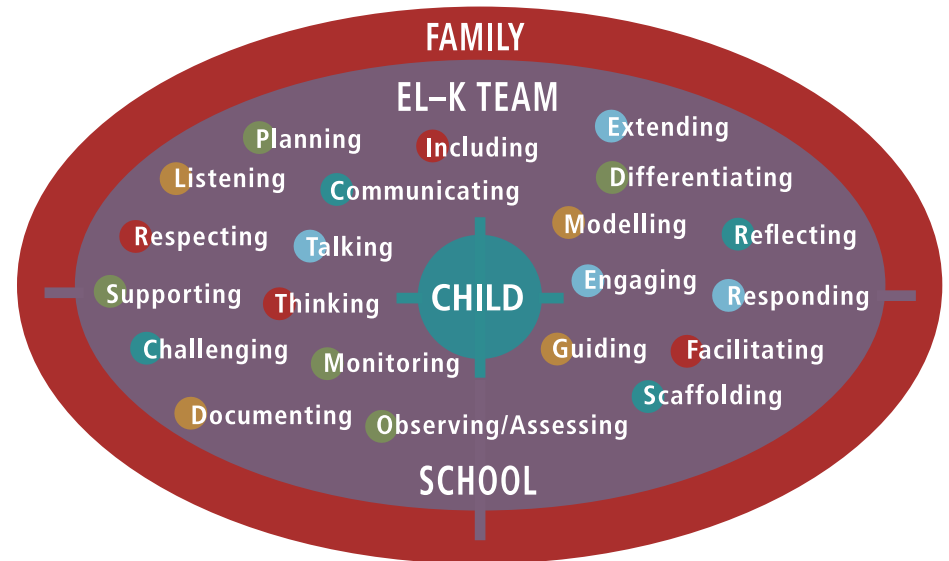 FAMILY
EL–K TEAM
Planning
Including
Extending
Listening
Communicating
Differentiating
Respecting
Talking
Modelling
Reflecting
Supporting
Thinking
CHILD
Engaging
Responding
Challenging
Monitoring
Guiding
Facilitating
Documenting
Observing/Assessing
Scaffolding
SCHOOL